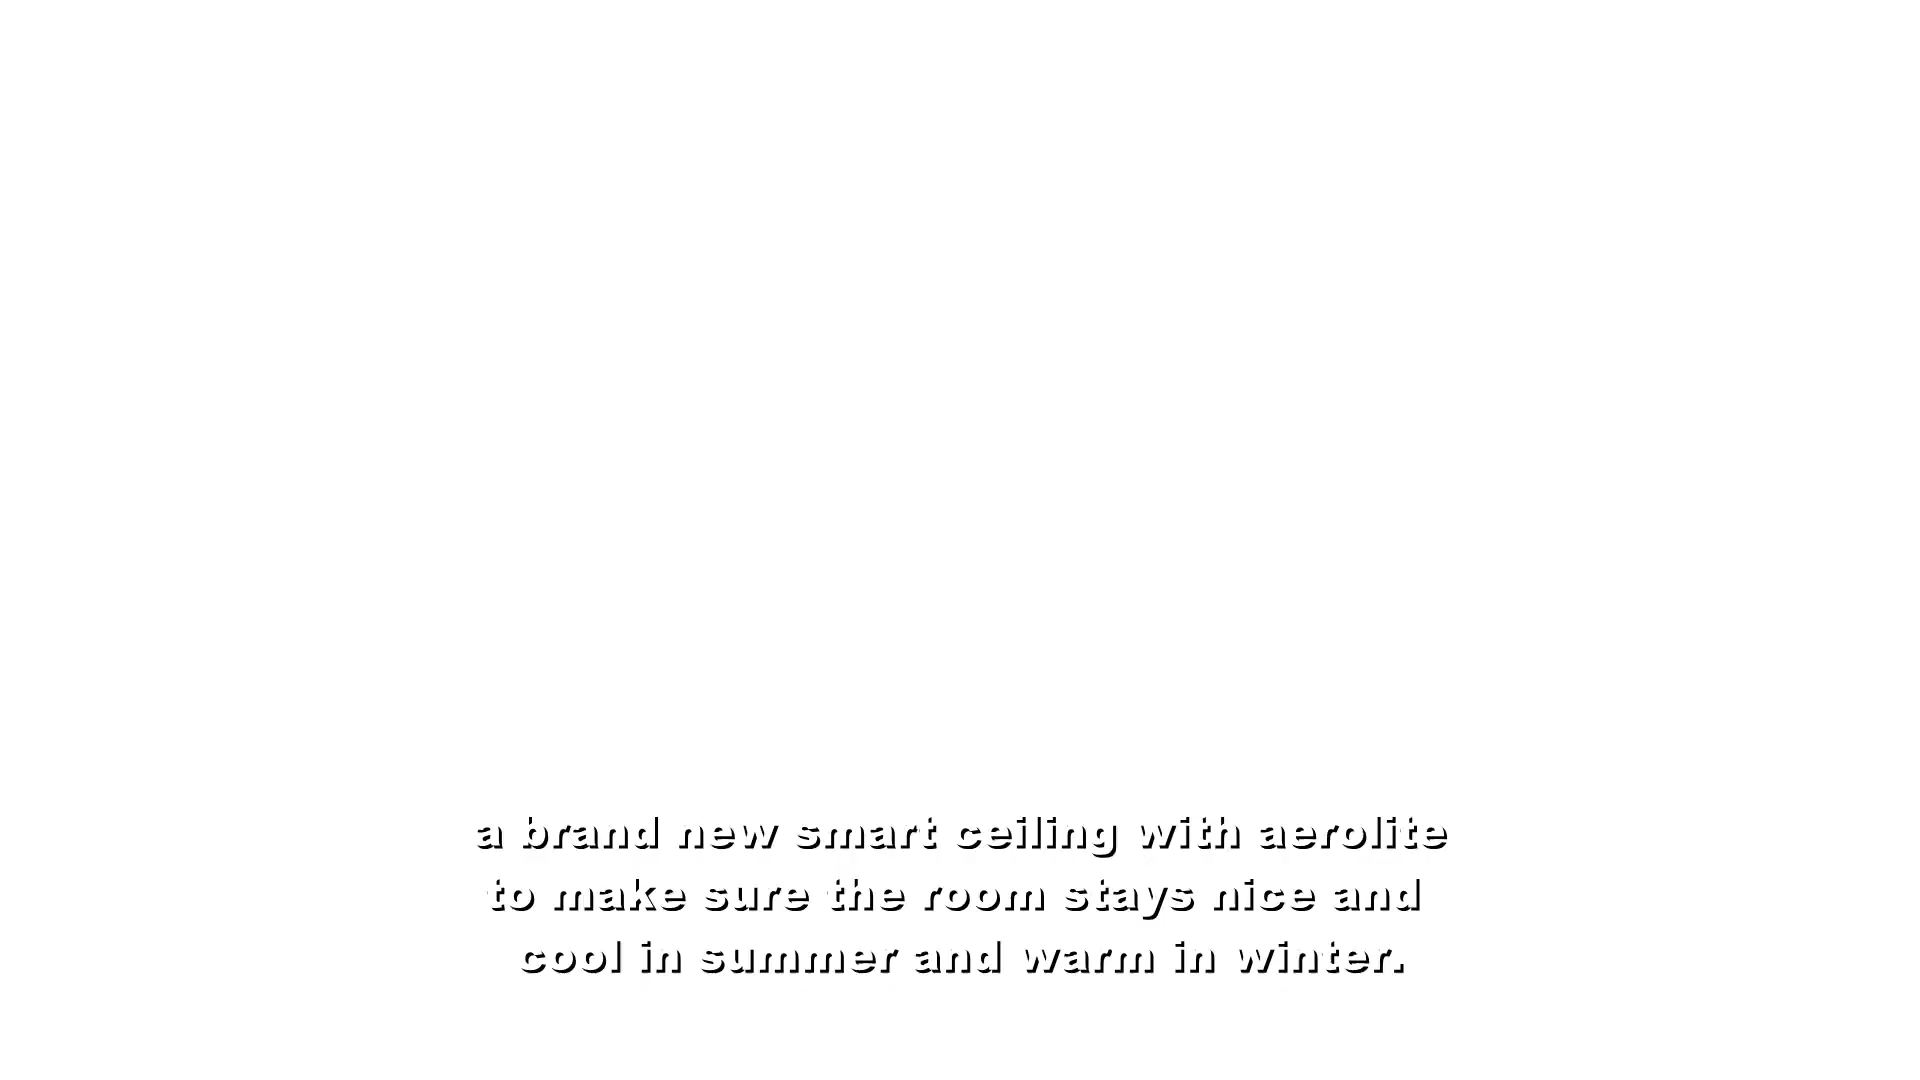 a brand new smart ceiling with aerolite
to make sure the room stays nice and
cool in summer and warm in winter.